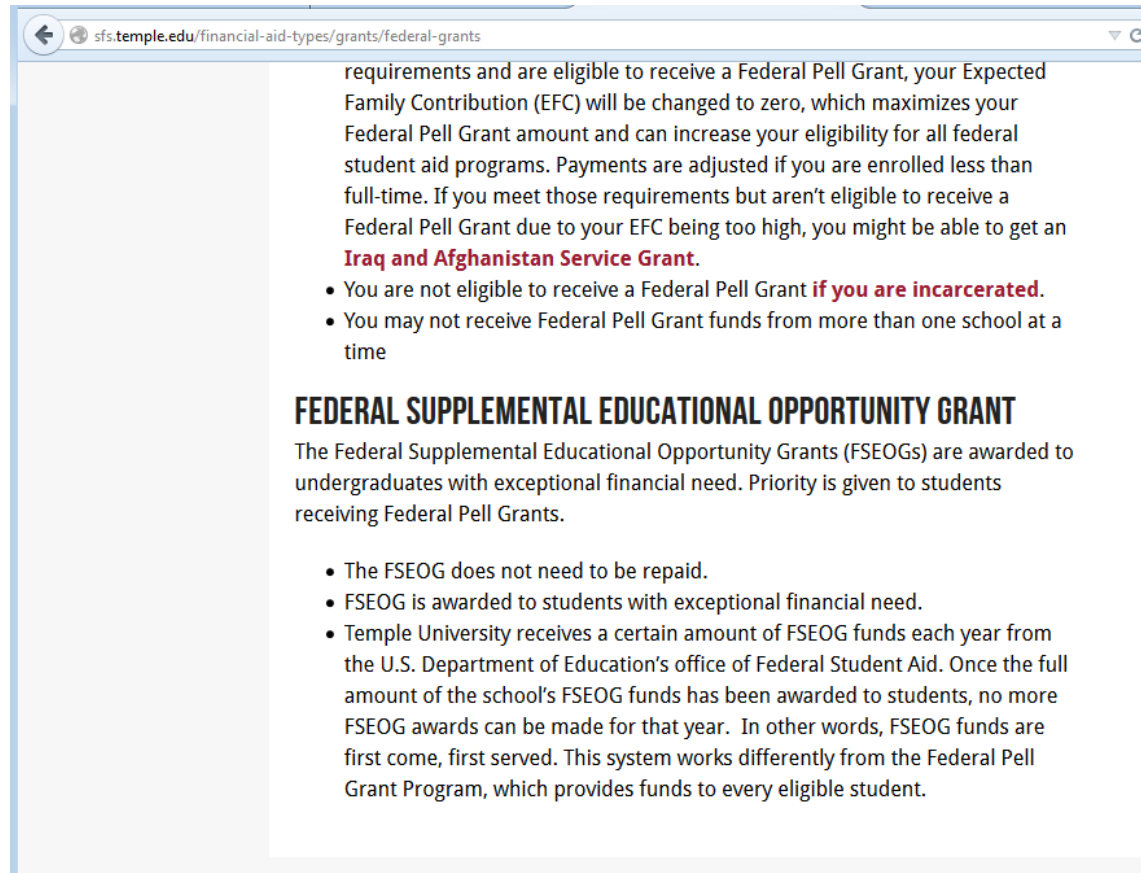 sfs.temple.edu/financial-aid-types/grants/federal-grants
requirements and are eligible to receive a Federal Pell Grant, your Expected
Family Contribution (EFC) will be changed to zero, which maximizes your
Federal Pell Grant amount and can increase your eligibility for all federal
student aid programs. Payments are adjusted if you are enrolled less than
full-time. If you meet those requirements but aren’t eligible to receive a
Federal Pell Grant due to your EFC being too high, you might be able to get an
Iraq and Afghanistan Service Grant.
• You are not eligible to receive a Federal Pell Grant if you are incarcerated.
• You may not receive Federal Pell Grant funds from more than one school at a
time
FEDERAL SUPPLEMENTAL EDUCATIONAL OPPORTUNITY GRANT
The Federal Supplemental Educational Opportunity Grants (FSEOGs) are awarded to
undergraduates with exceptional financial need. Priority is given to students
receiving Federal Pell Grants.
• The FSEOG does not need to be repaid.
• FSEOG is awarded to students with exceptional financial need.
• Temple University receives a certain amount of FSEOG funds each year from
the U.S. Department of Education’s office of Federal Student Aid. Once the full
amount of the school’s FSEOG funds has been awarded to students, no more
FSEOG awards can be made for that year.  In other words, FSEOG funds are
first come, first served. This system works differently from the Federal Pell
Grant Program, which provides funds to every eligible student.